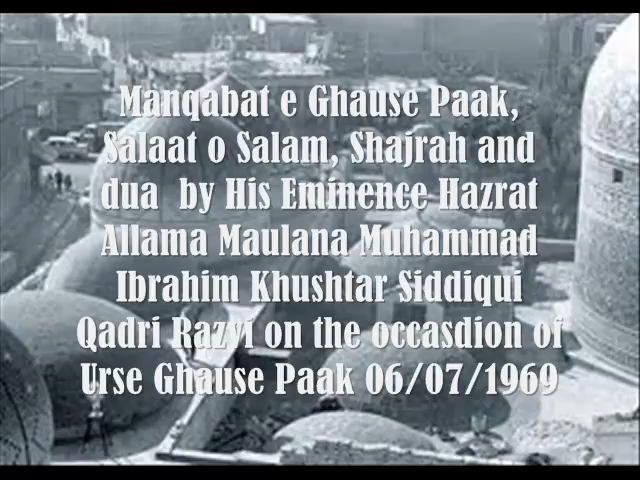 Manqabat e Ghause Paak,
Salaat o Salam, Shajrah and
dua by His Eminence Hazrat
Allama Maulana Muhammad
Ibrahim Khushtar Siddiqui
Qadri Razvi on the occasdion of
Urse Ghause Paak 06/07/1969